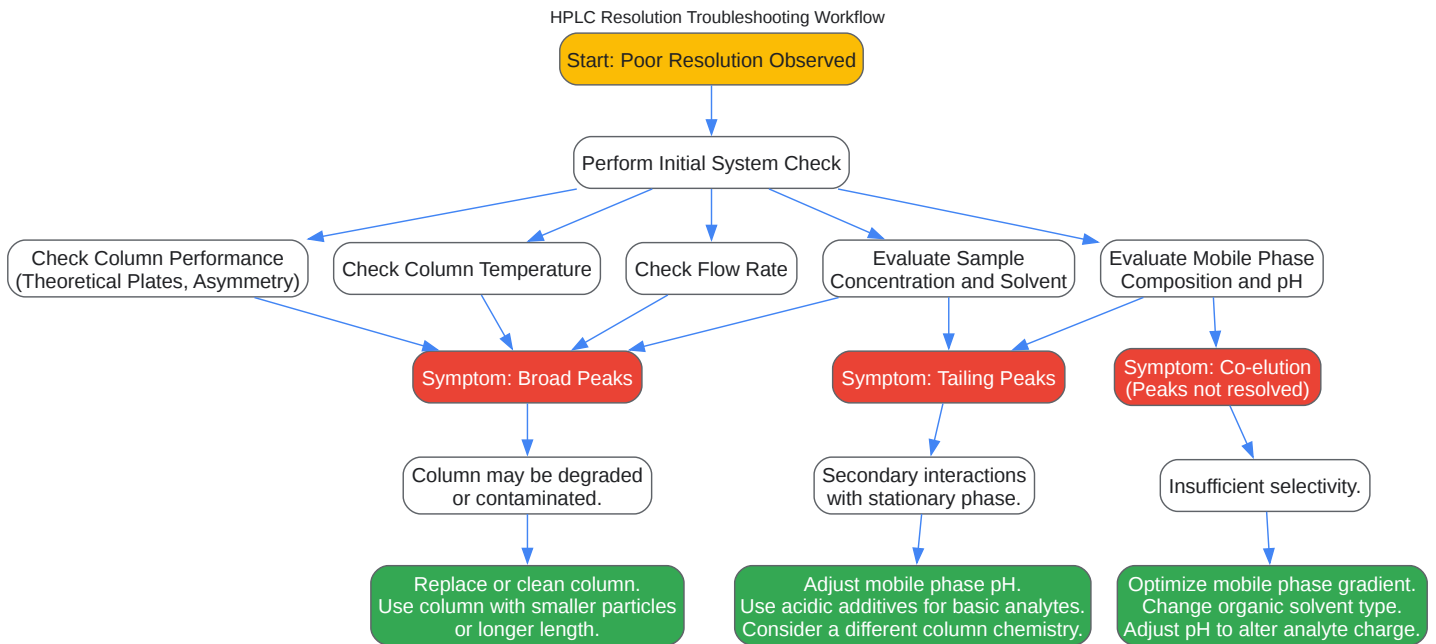 HPLC Resolution Troubleshooting Workflow
Start: Poor Resolution Observed
Perform Initial System Check
Check Column Performance
(Theoretical Plates, Asymmetry)
Check Column Temperature
Check Flow Rate
Evaluate Sample
Concentration and Solvent
Evaluate Mobile Phase
Composition and pH
Symptom: Broad Peaks
Symptom: Tailing Peaks
Symptom: Co-elution
(Peaks not resolved)
Column may be degraded
or contaminated.
Secondary interactions
with stationary phase.
Insufficient selectivity.
Replace or clean column.
Use column with smaller particles
or longer length.
Adjust mobile phase pH.
Use acidic additives for basic analytes.
Consider a different column chemistry.
Optimize mobile phase gradient.
Change organic solvent type.
Adjust pH to alter analyte charge.